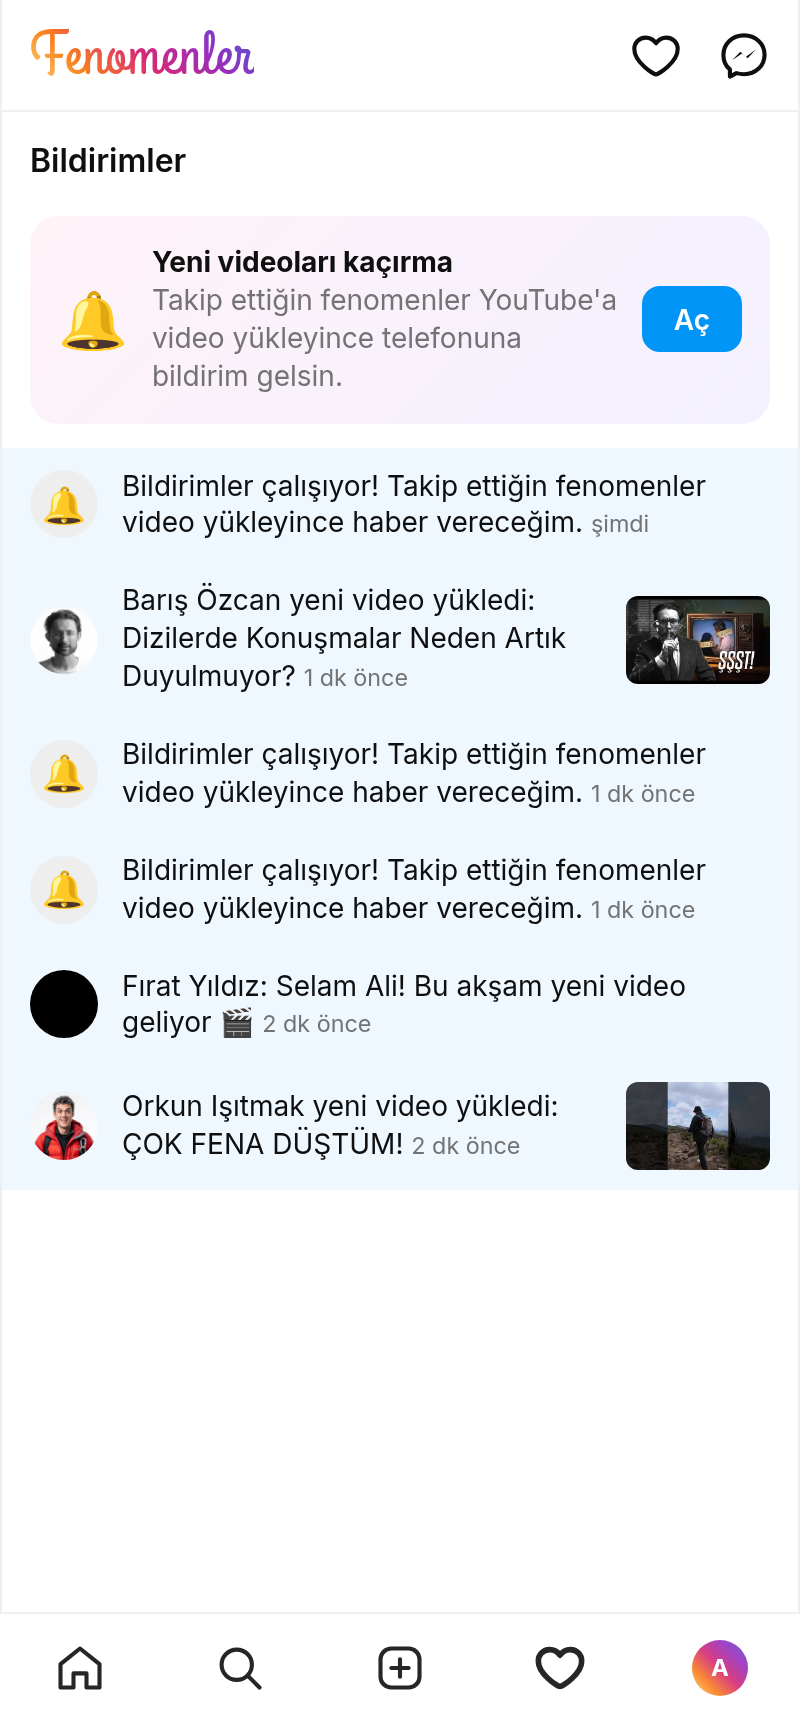 Fenomenler
Bildirimler
Yeni videoları kaçırma
Takip ettiğin fenomenler YouTube'a
video yükleyince telefonuna
bildirim gelsin.
Aç
Bildirimler çalışıyor! Takip ettiğin fenomenler
video yükleyince haber vereceğim. şimdi
Barış Özcan yeni video yükledi:
Dizilerde Konuşmalar Neden Artık
Duyulmuyor? 1 dk önce
ŞŞŞT!
Bildirimler çalışıyor! Takip ettiğin fenomenler
video yükleyince haber vereceğim. 1 dk önce
Bildirimler çalışıyor! Takip ettiğin fenomenler
video yükleyince haber vereceğim. 1 dk önce
Fırat Yıldız: Selam Ali! Bu akşam yeni video
geliyor 🎬 2 dk önce
Orkun Işıtmak yeni video yükledi:
ÇOK FENA DÜŞTÜM! 2 dk önce
A